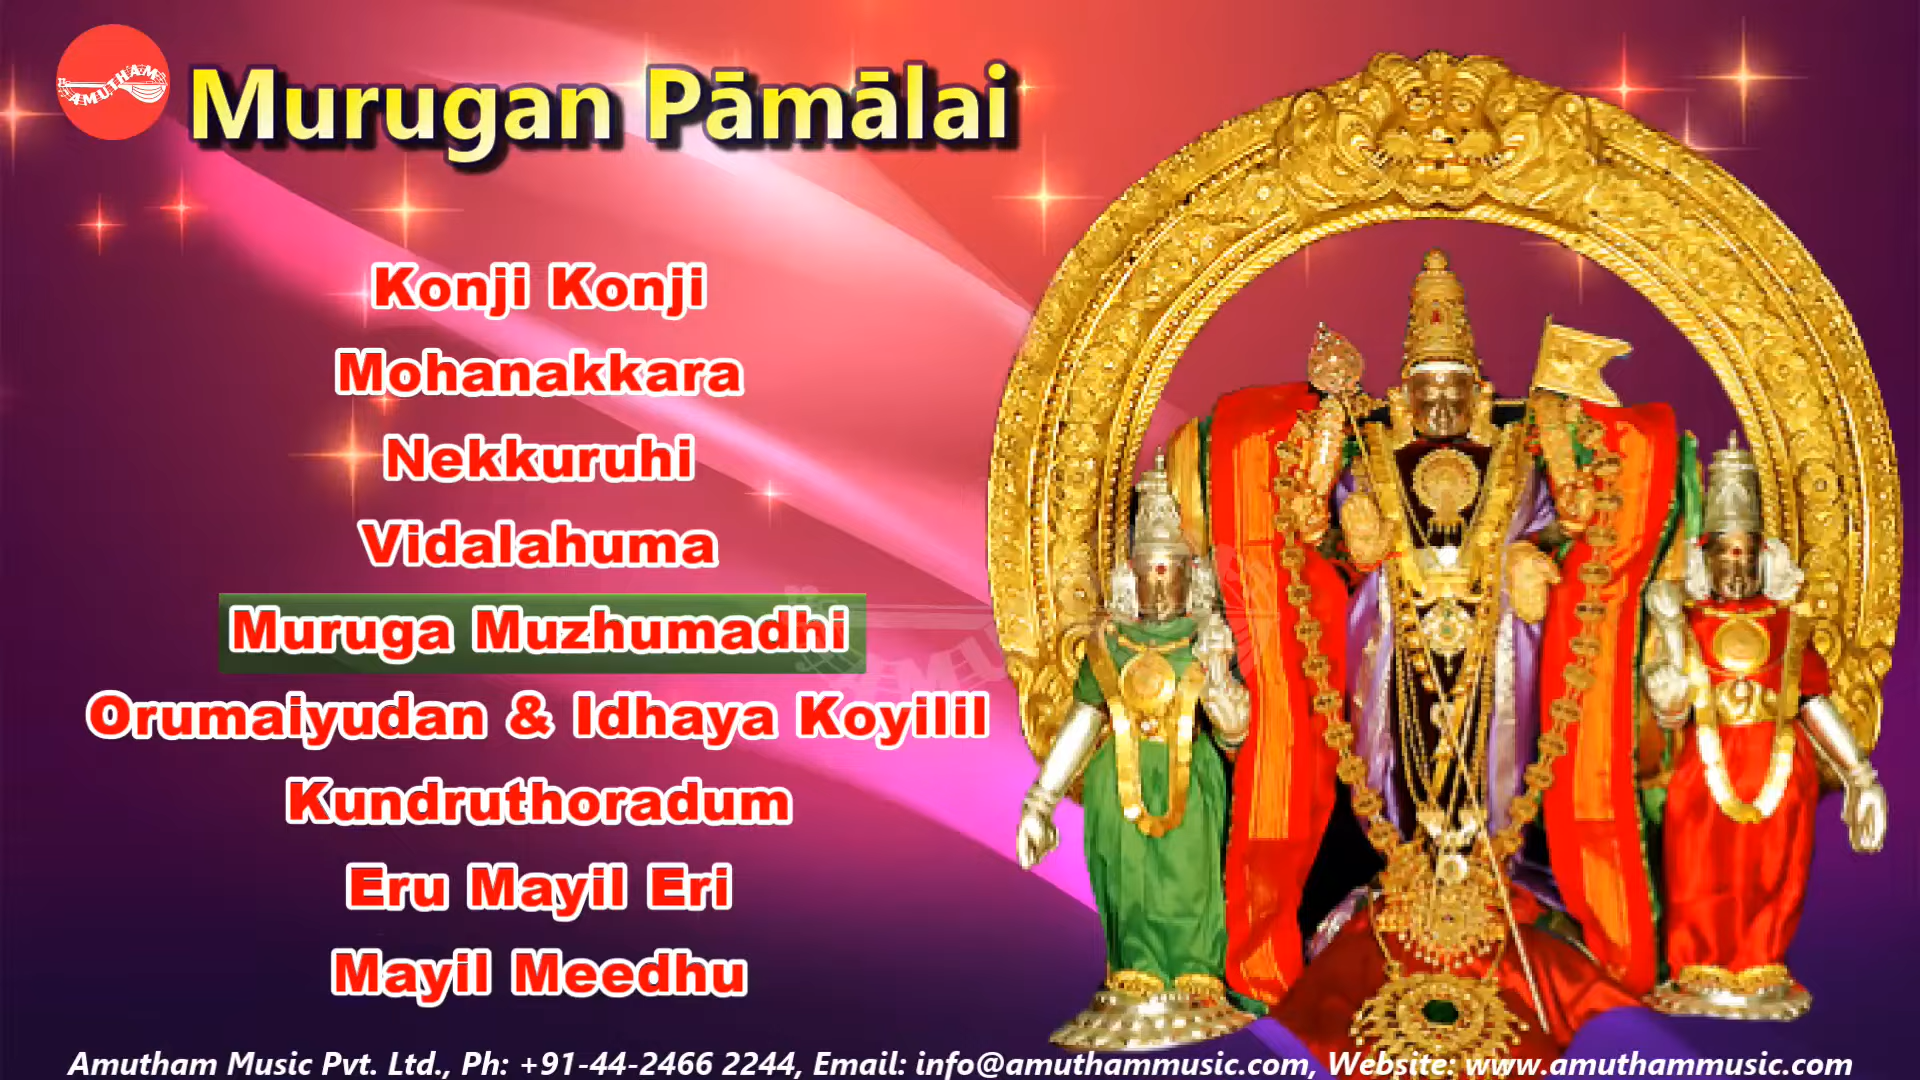 AMUTHAM
Murugan Pāmālai
Konji Konji
Mohanakkara
Nekkuruhi
Vidalahuma
Muruga Muzhumadhi
Orumaiyudan & Idhaya Koyilil
Kundruthoradum
Eru Mayil Eri
Mayil Meedhu
Amutham Music Pvt. Ltd., Ph: +91-44-2466 2244, Email: info@amuthammusic.com, Website: www.amuthammusic.com